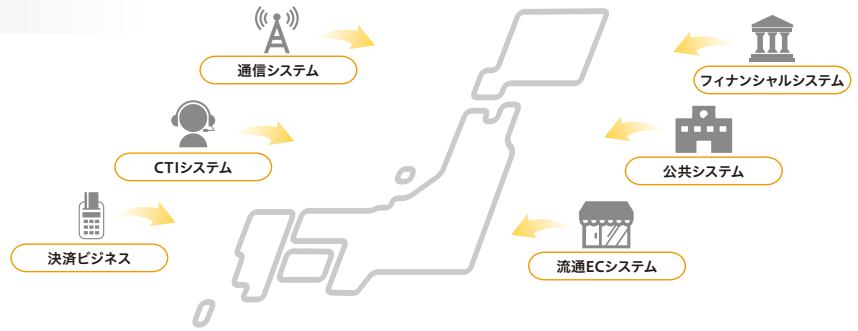 通信システム
フィナンシャルシステム
CTIシステム
公共システム
決済ビジネス
流通ECシステム